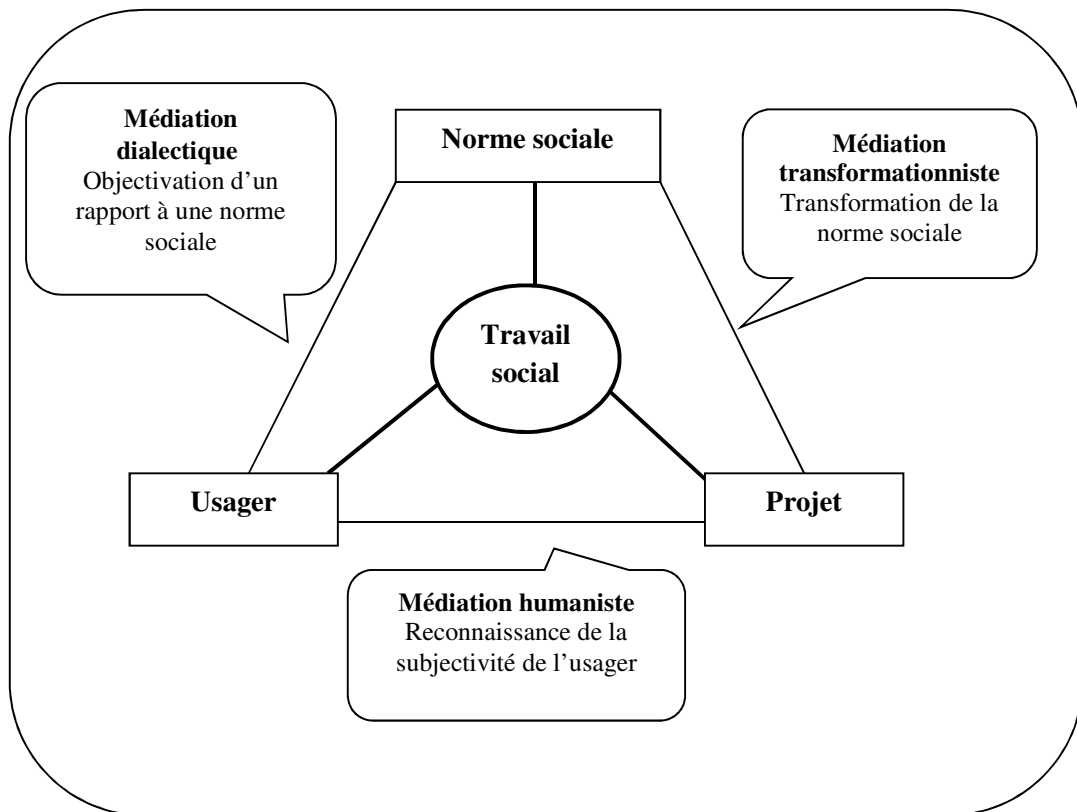 Médiation
dialectique
Objectivation d'un
rapport à une norme
sociale
Norme sociale
Médiation
transformationniste
Transformation de la
norme sociale
Travail
social
Usager
Projet
Médiation humaniste
Reconnaissance de la
subjectivité de l'usager